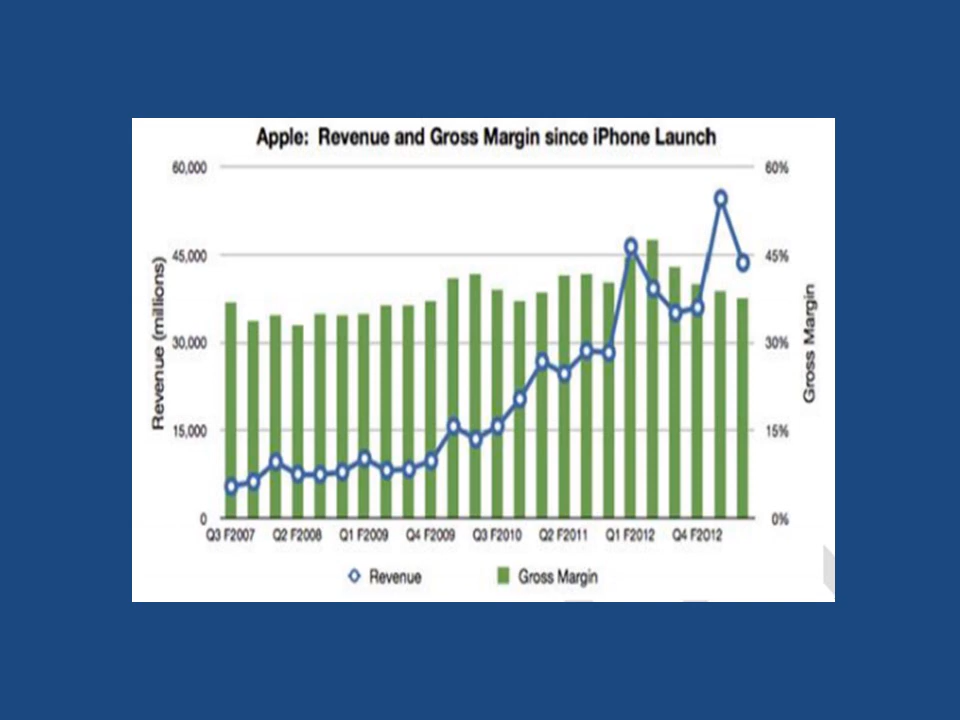 Apple: Revenue and Gross Margin since iPhone Launch
60,000
60%
45,000
45%
30,000
30%
15,000
15%
0
0%
Revenue (millions)
Gross Margin
Q3 F2007 Q2 F2008 Q1 F2009 Q4 F2009 Q3 F2010 Q2 F2011 Q1 F2012 Q4 F2012
Revenue Gross Margin